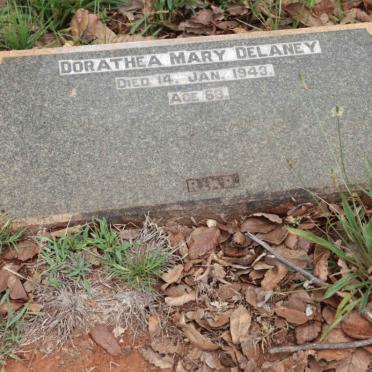 DORATHEA MARY DELANEY
DIED 14. JAN. 1943.
AGE 63.